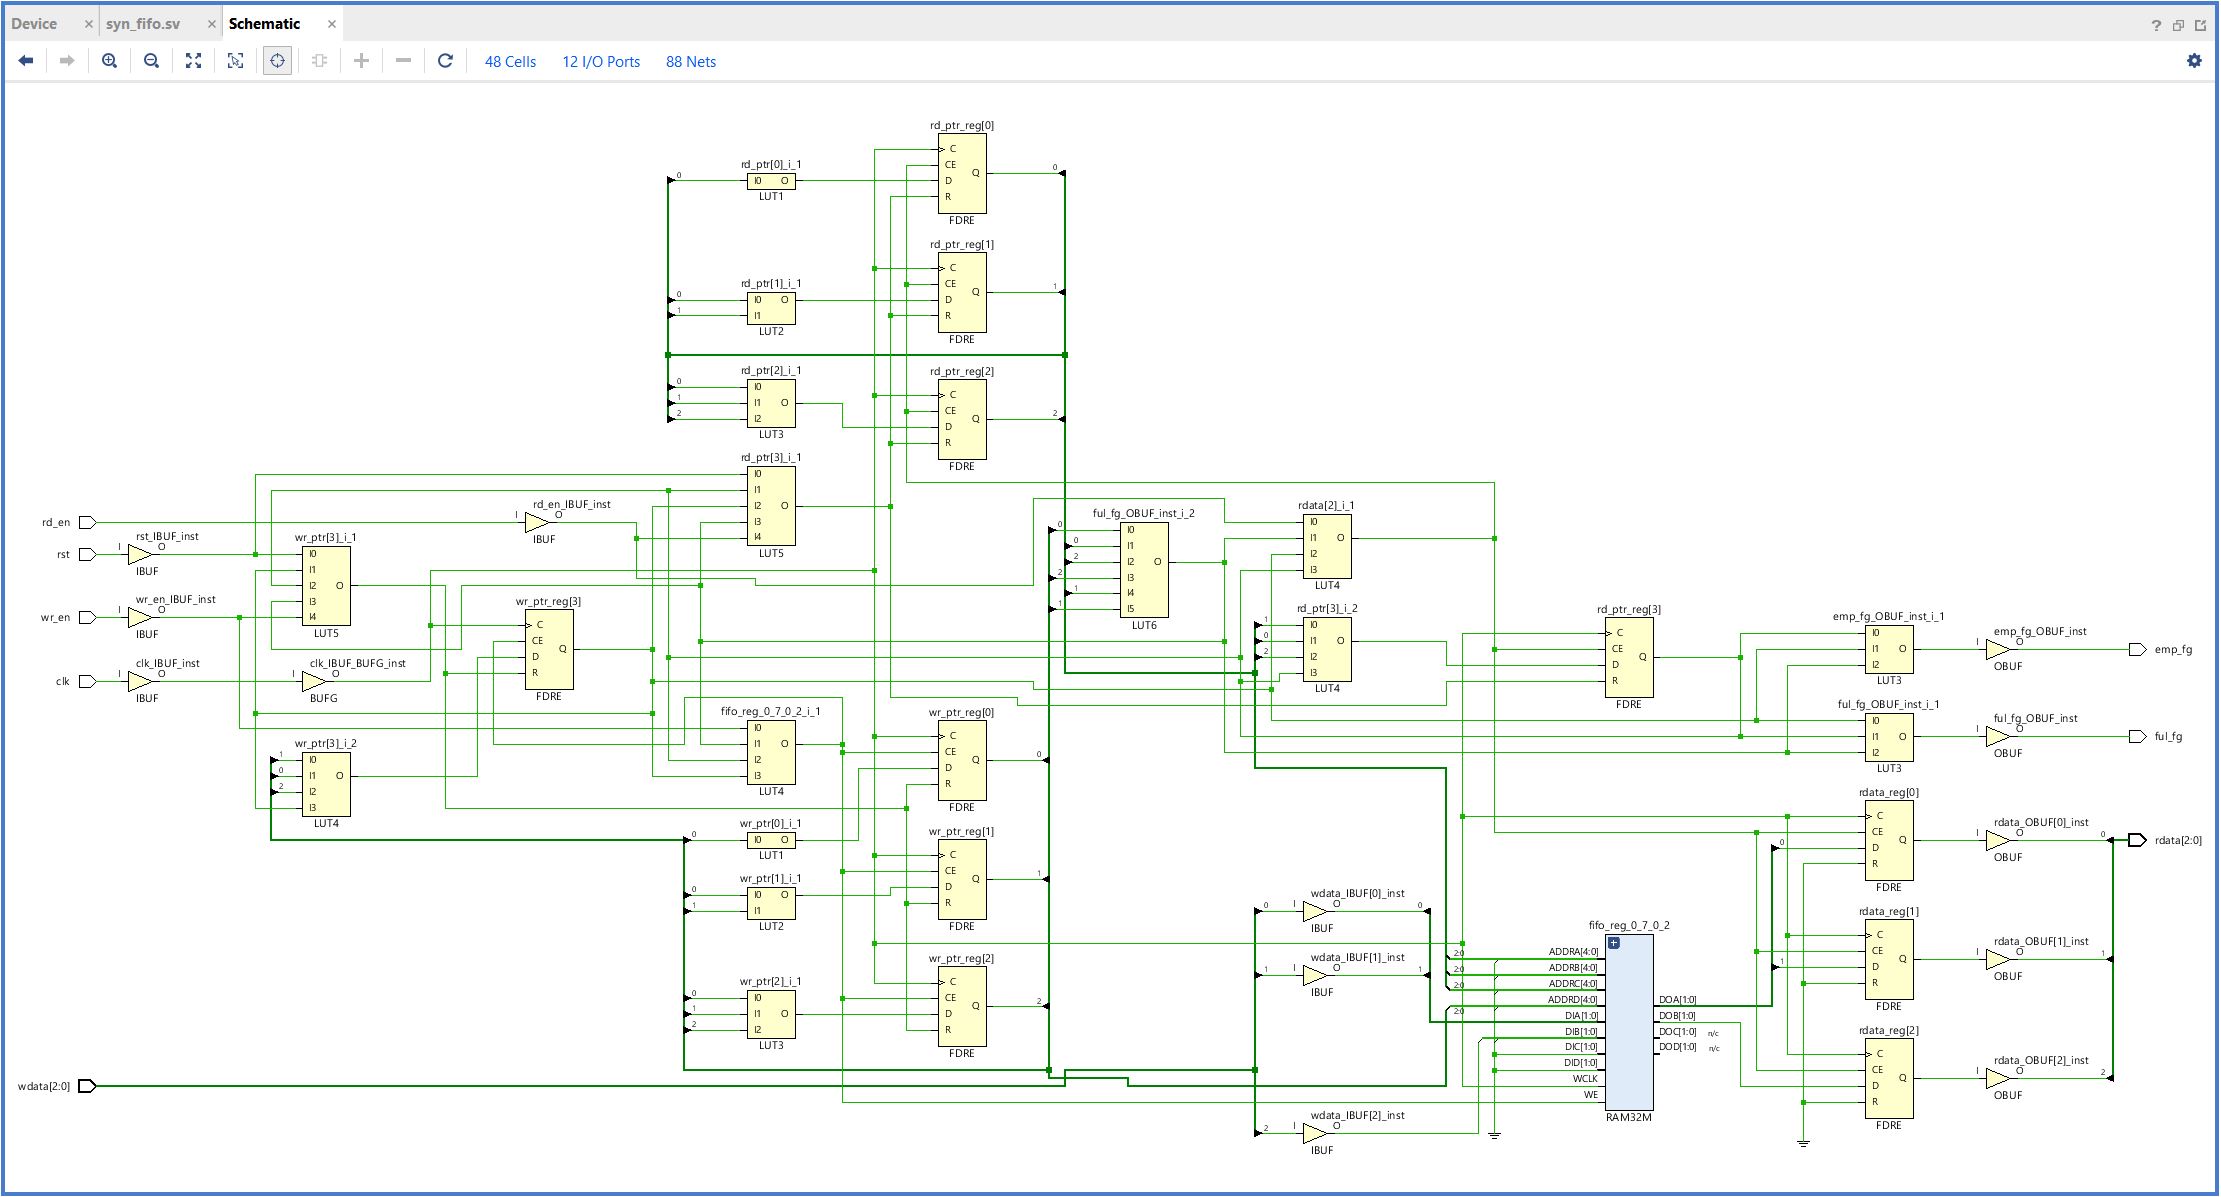 Device
syn_fifo.sv
Schematic
48 Cells
12 I/O Ports
88 Nets
rd_ptr_reg[0]
C
CE
D
R
Q
FDRE
rd_ptr[0]_i_1
0
I0 O
LUT1
0
rd_ptr_reg[1]
C
CE
D
R
Q
FDRE
1
rd_ptr[1]_i_1
0
1
I0 O
I1
LUT2
rd_ptr_reg[2]
C
CE
D
R
Q
FDRE
2
rd_ptr[2]_i_1
0
1
2
I0
I1 O
I2
LUT3
rd_ptr[3]_i_1
I0
I1
I2 O
I3
I4
LUT5
rd_en
rd_en_IBUF_inst
I O
IBUF
rst
rst_IBUF_inst
I O
IBUF
wr_ptr[3]_i_1
I0
I1
I2 O
I3
I4
LUT5
wr_en
wr_en_IBUF_inst
I O
IBUF
clk
clk_IBUF_inst
I O
IBUF
clk_IBUF_BUFG_inst
I O
BUFG
wr_ptr_reg[3]
C
CE
D
R
Q
FDRE
wr_ptr[3]_i_2
1
0
2
I0
I1 O
I2
I3
LUT4
fifo_reg_0_7_0_2_i_1
I0
I1 O
I2
I3
LUT4
wr_ptr[0]_i_1
0
I0 O
LUT1
wr_ptr[1]_i_1
0
1
I0 O
I1
LUT2
wr_ptr[2]_i_1
0
1
2
I0
I1 O
I2
LUT3
wr_ptr_reg[0]
C
CE
D
R
Q
FDRE
0
wr_ptr_reg[1]
C
CE
D
R
Q
FDRE
1
wr_ptr_reg[2]
C
CE
D
R
Q
FDRE
2
ful_fg_OBUF_inst_i_2
0
0
2
2
1
1
I0
I1
I2 O
I3
I4
I5
LUT6
rdata[2]_i_1
I0
I1 O
I2
I3
LUT4
rd_ptr[3]_i_2
1
0
2
I0
I1 O
I2
I3
LUT4
rd_ptr_reg[3]
C
CE
D
R
Q
FDRE
emp_fg_OBUF_inst_i_1
I0
I1 O
I2
LUT3
emp_fg_OBUF_inst
I O
OBUF
emp_fg
ful_fg_OBUF_inst_i_1
I0
I1 O
I2
LUT3
ful_fg_OBUF_inst
I O
OBUF
ful_fg
rdata_reg[0]
0
C
CE
D
R
Q
FDRE
rdata_OBUF[0]_inst
I O
OBUF
0
rdata[2:0]
rdata_reg[1]
1
C
CE
D
R
Q
FDRE
rdata_OBUF[1]_inst
I O
OBUF
1
rdata_reg[2]
C
CE
D
R
Q
FDRE
rdata_OBUF[2]_inst
I O
OBUF
2
wdata[2:0]
wdata_IBUF[0]_inst
0 I O 0
IBUF
wdata_IBUF[1]_inst
1 I O 1
IBUF
wdata_IBUF[2]_inst
2 I O
IBUF
fifo_reg_0_7_0_2
2:0 ADDRA[4:0]
2:0 ADDRB[4:0]
2:0 ADDRC[4:0]
2:0 ADDRD[4:0]
DIA[1:0]
DIB[1:0]
DIC[1:0]
DID[1:0]
WCLK
WE
DOA[1:0]
DOB[1:0]
DOC[1:0] n/c
DOD[1:0] n/c
RAM32M